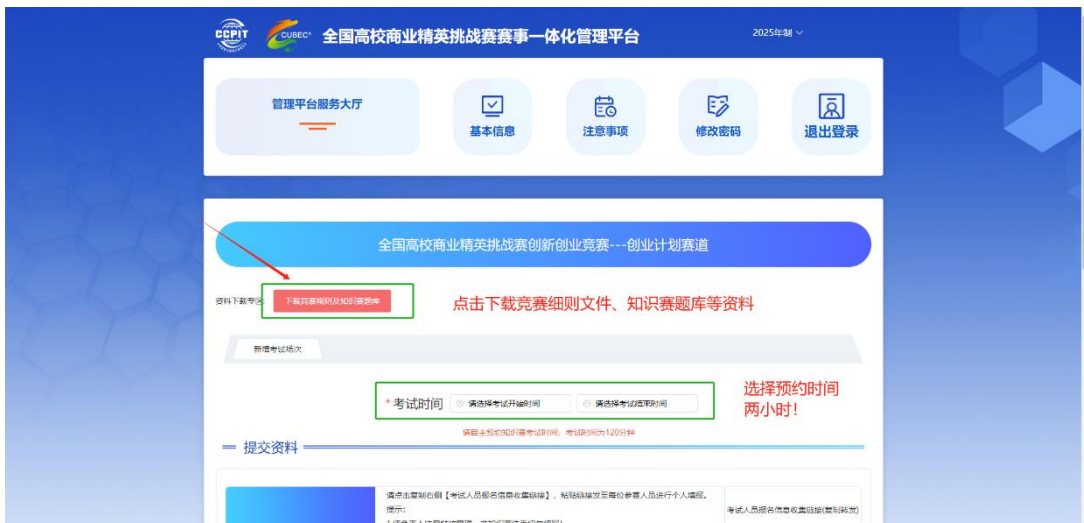 CCPIT CUBEC 全国高校商业精英挑战赛赛事一体化管理平台 2025年制
管理平台服务大厅
基本信息 注意事项 修改密码 退出登录
全国高校商业精英挑战赛创新创业竞赛---创业计划赛道
资料下载专区: 下载竞赛细则及知识赛题库 点击下载竞赛细则文件、知识赛题库等资料
新增考试场次
* 考试时间 请选择考试开始时间 请选择考试结束时间 选择预约时间
两小时!
请自主预约知识赛考试时间,考试时间为120分钟
提交资料
请点击复制右侧【考试人员报名信息收集链接】,粘贴链接发至每位参赛人员进行个人填报。
提示:
考试人员报名信息收集链接(复制转发)